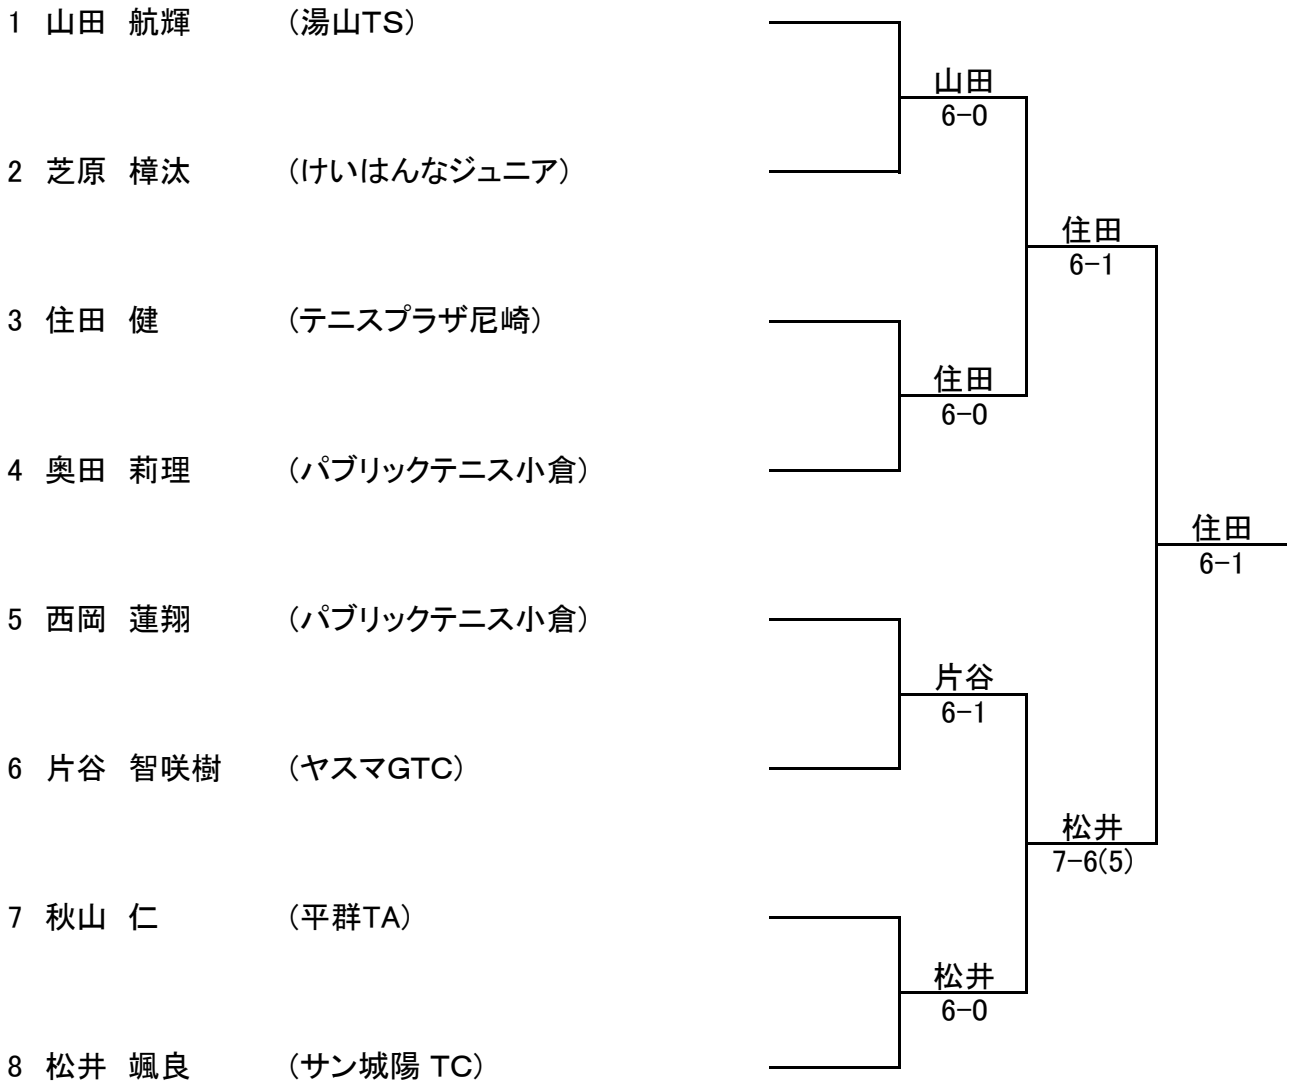 1 山田 航輝 (湯山TS)
山田
6-0
2 芝原 樟汰 (けいはんなジュニア)
住田
6-1
3 住田 健 (テニスプラザ尼崎)
住田
6-0
4 奥田 莉理 (パブリックテニス小倉)
住田
6-1
5 西岡 蓮翔 (パブリックテニス小倉)
片谷
6-1
6 片谷 智咲樹 (ヤスマGTC)
松井
7-6(5)
7 秋山 仁 (平群TA)
松井
6-0
8 松井 颯良 (サン城陽 TC)